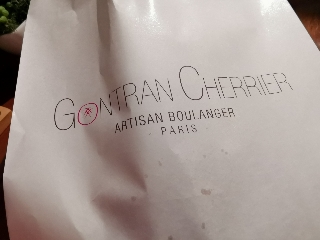 GONTRAN CHERRIER
ARTISAN BOULANGER
PARIS